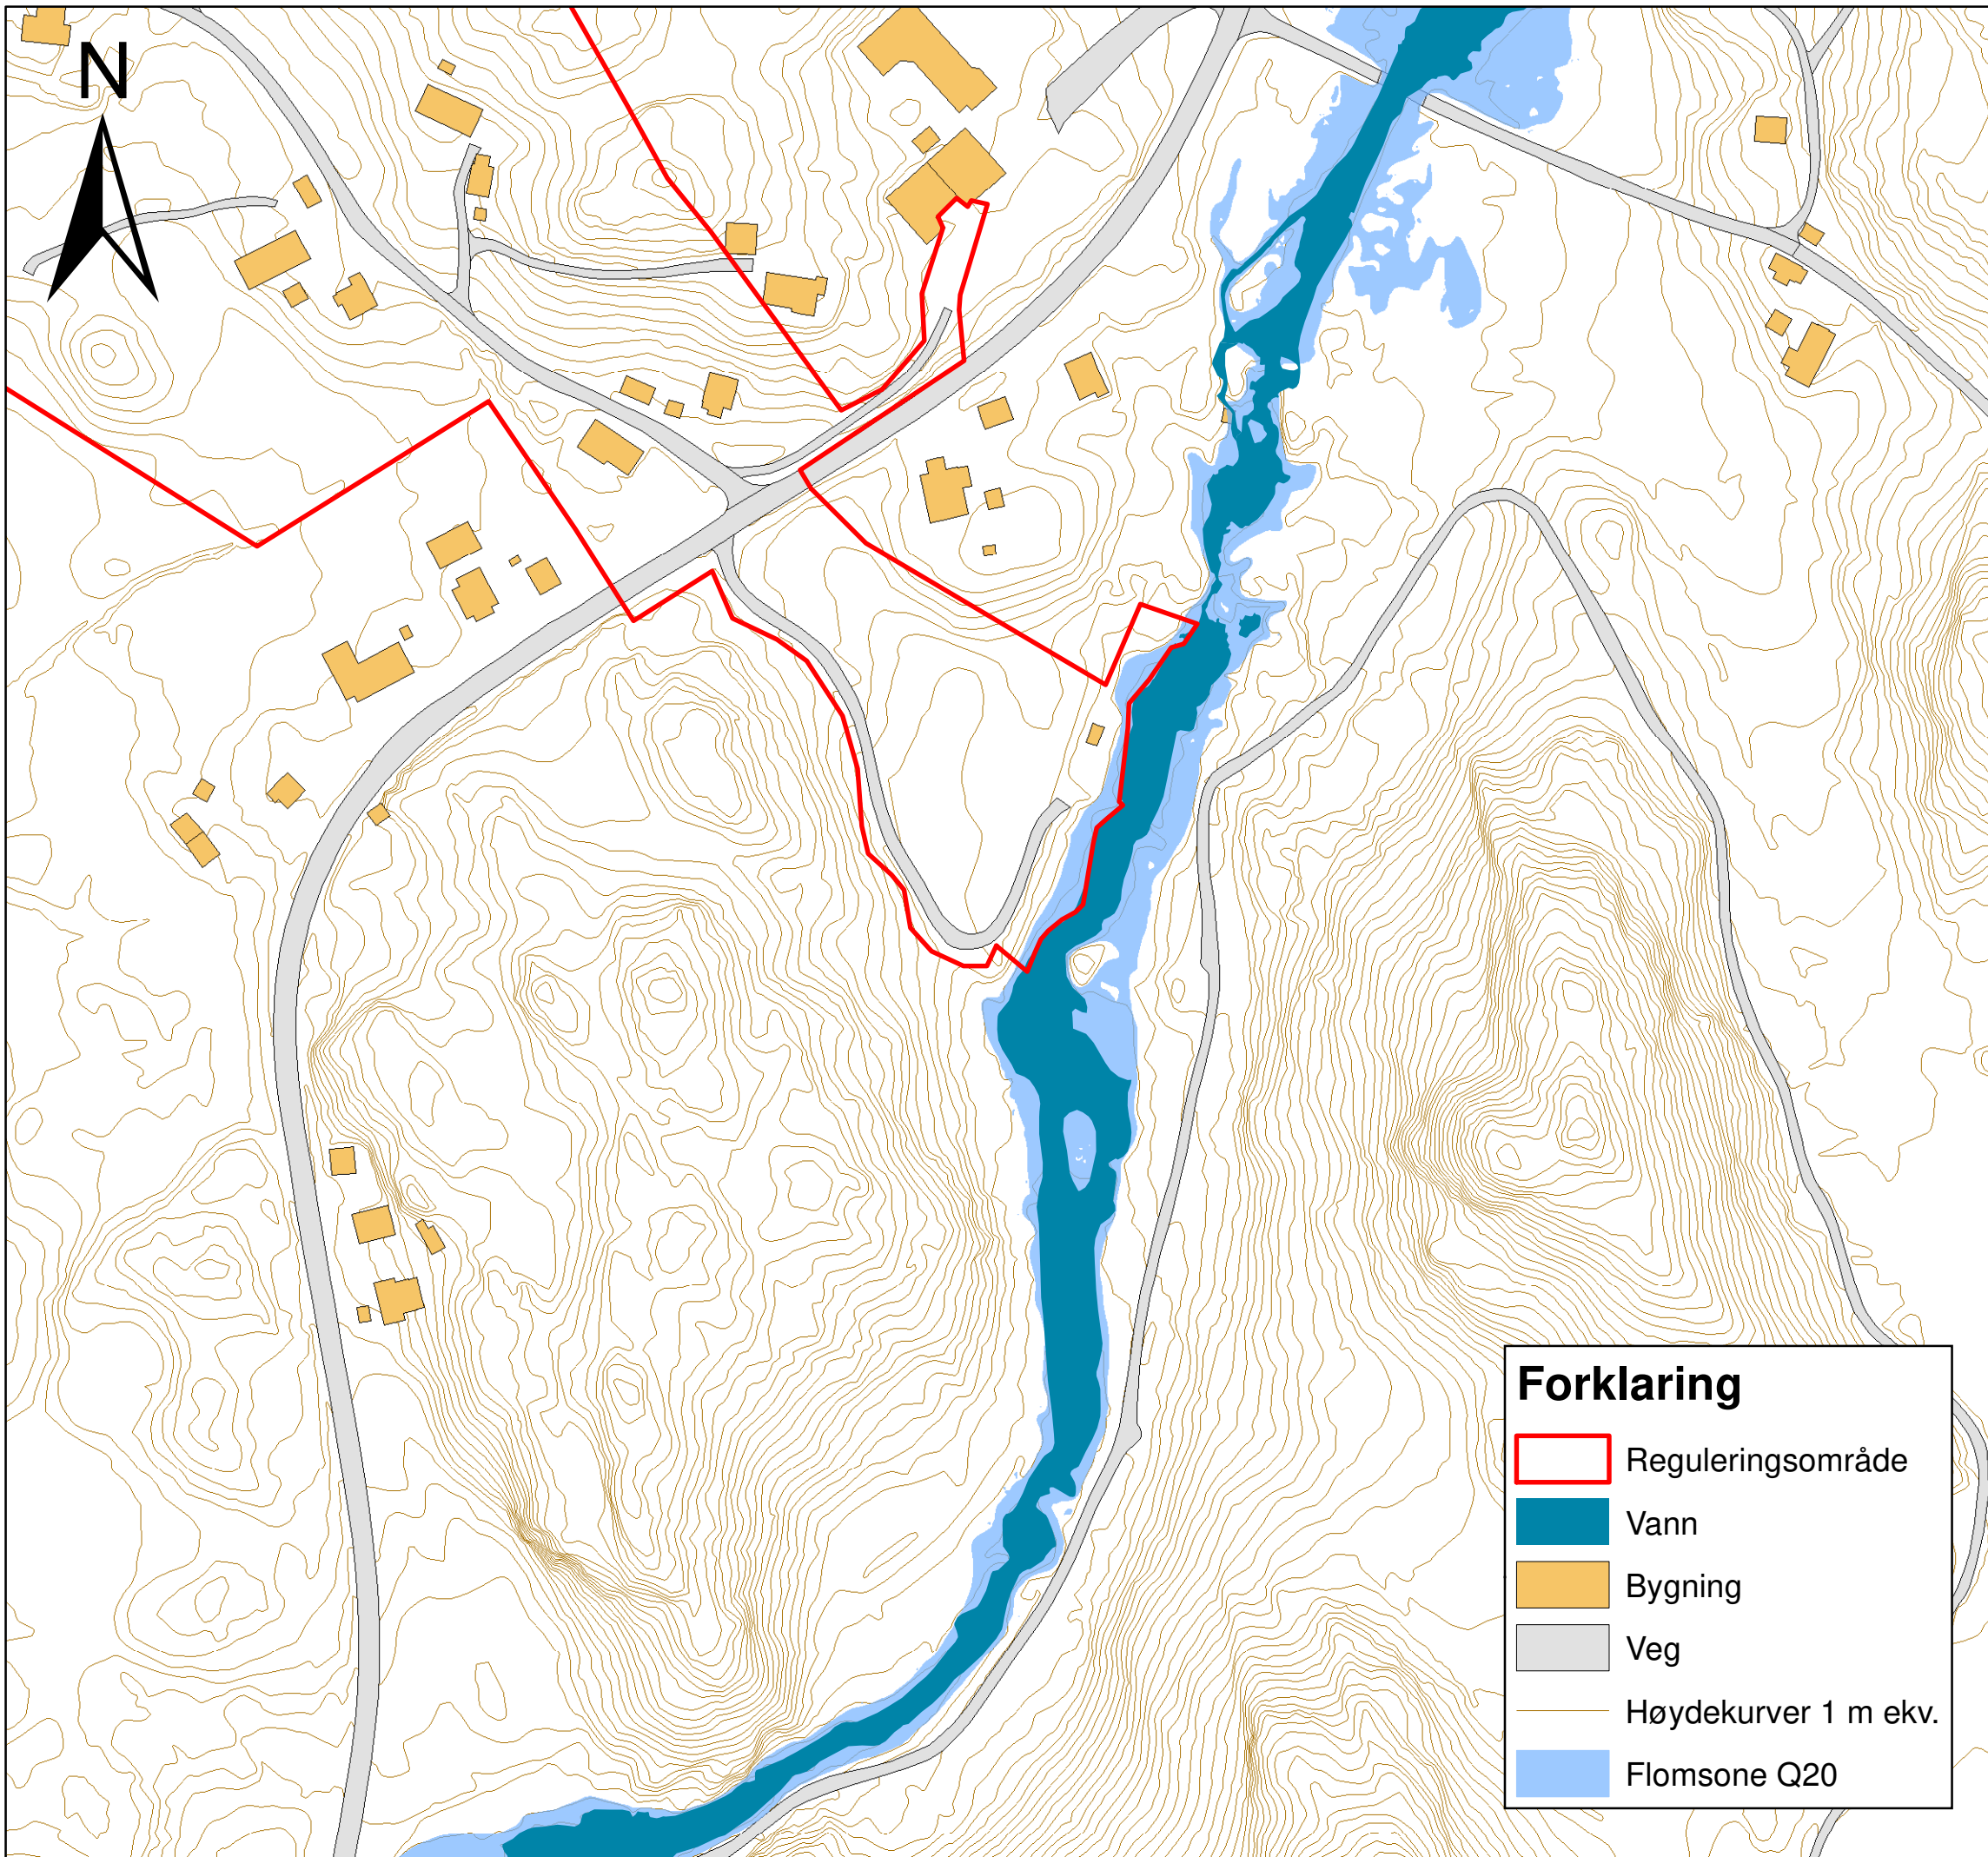 N
Forklaring
Reguleringsområde
Vann
Bygning
Veg
Høydekurver 1 m ekv.
Flomsone Q20